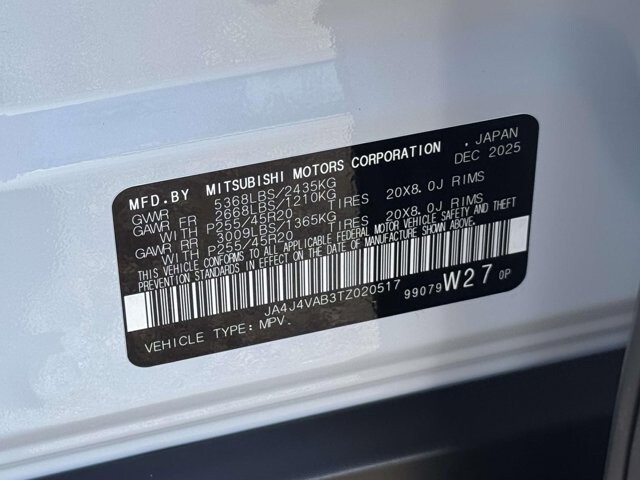 MFD.BY MITSUBISHI MOTORS CORPORATION . JAPAN
DEC 2025
GVWR 5368LBS/2435KG
GAWR FR 2668LBS/1210KG
WITH P255/45R20 TIRES 20X8.0J RIMS
GAWR RR 3009LBS/1365KG
WITH P255/45R20 TIRES 20X8.0J RIMS
THIS VEHICLE CONFORMS TO ALL APPLICABLE FEDERAL MOTOR VEHICLE SAFETY AND THEFT
PREVENTION STANDARDS IN EFFECT ON THE DATE OF MANUFACTURE SHOWN ABOVE.
JA4J4VAB3TZ020517
99079 W27 0P
VEHICLE TYPE: MPV.